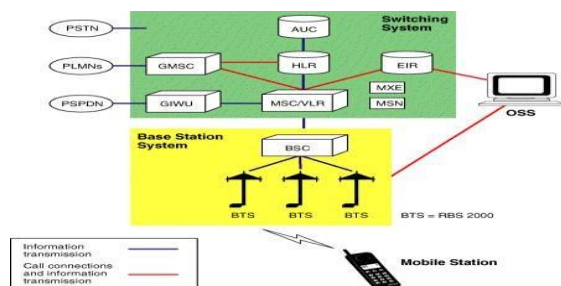 Switching
System
PSTN
AUC
PLMNs
GMSC
HLR
EIR
MXE
PSPDN
GIWU
MSC/VLR
MSN
OSS
Base Station
System
BSC
BTS
BTS
BTS
BTS = RBS 2000
Information
transmission
Call connections
and information
transmission
Mobile Station